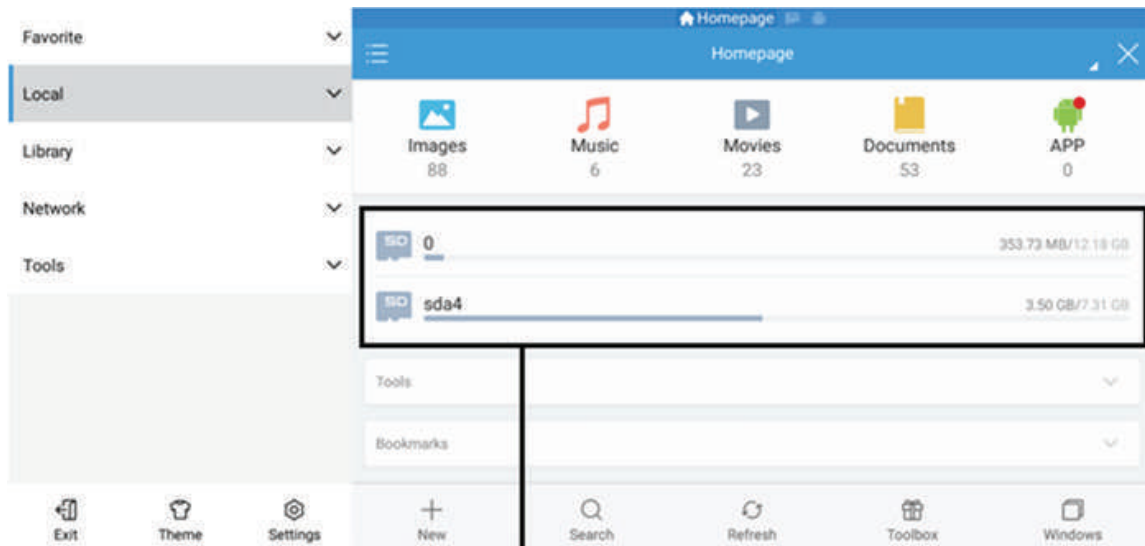 Favorite
Local
Library
Network
Tools
Exit
Theme
Settings
Homepage
Homepage
Images
88
Music
6
Movies
23
Documents
53
APP
0
SD
0
353.73 MB/12.18 GB
SD
sda4
3.50 GB/7.31 GB
Tools
Bookmarks
New
Search
Refresh
Toolbox
Windows